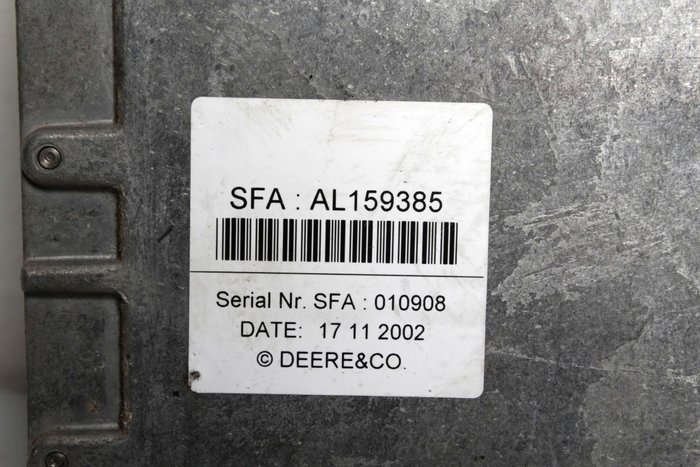 SFA : AL159385
Serial Nr. SFA : 010908
DATE: 17 11 2002
© DEERE&CO.